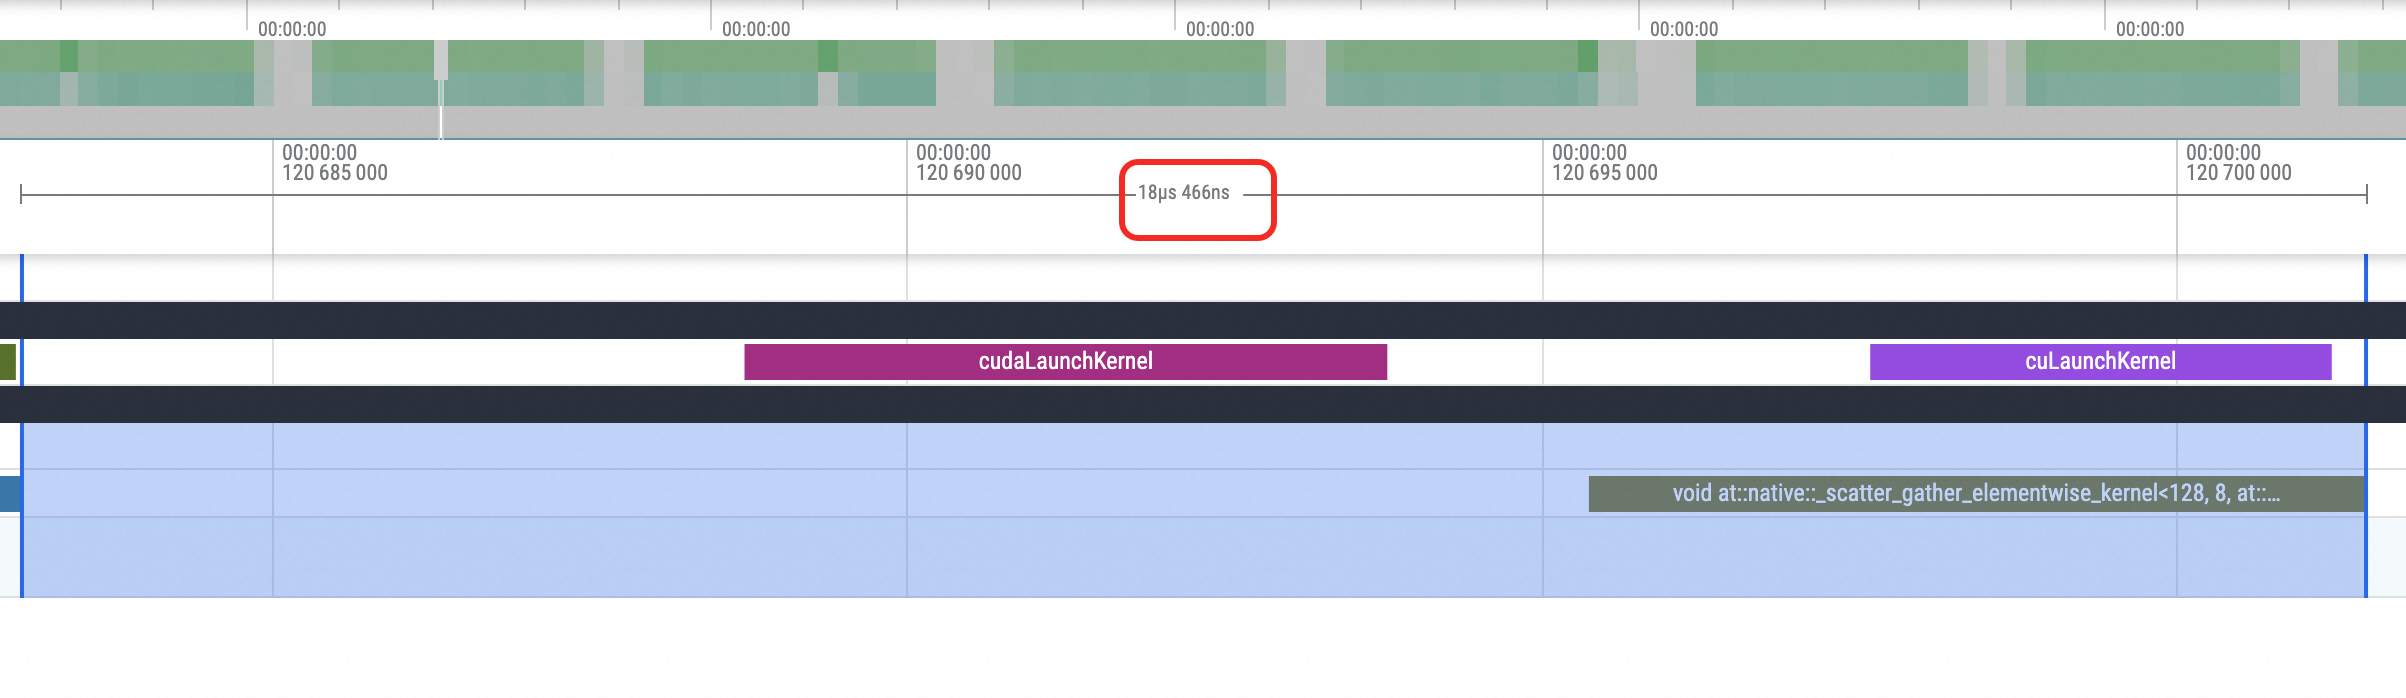 00:00:00 00:00:00 00:00:00 00:00:00 00:00:00
00:00:00 00:00:00 00:00:00 00:00:00
120 685 000 120 690 000 120 695 000 120 700 000
18µs 466ns
cudaLaunchKernel cuLaunchKernel
void at::native::_scatter_gather_elementwise_kernel<128, 8, at::...